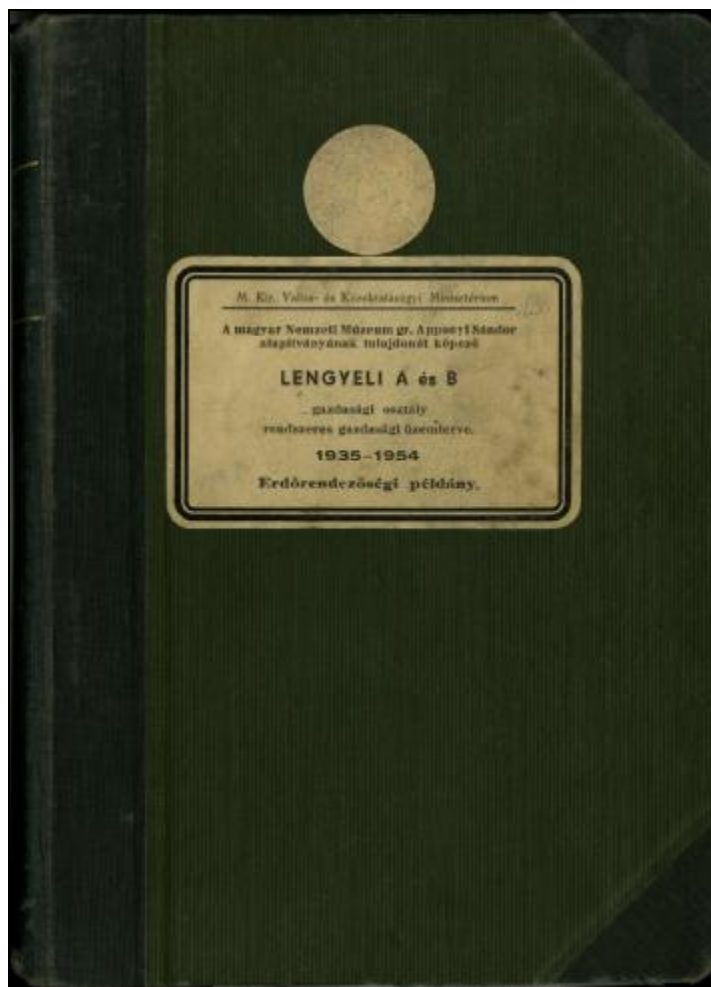 M. Kir. Vallás- és Közoktatásügyi Minisztérium
A magyar Nemzeti Múzeum gr. Apponyi Sándor
alapítványának tulajdonát képező
LENGYELI A és B
gazdasági osztály
rendszeres gazdasági üzemterve.
1935–1954
Erdőrendezőségi példány.